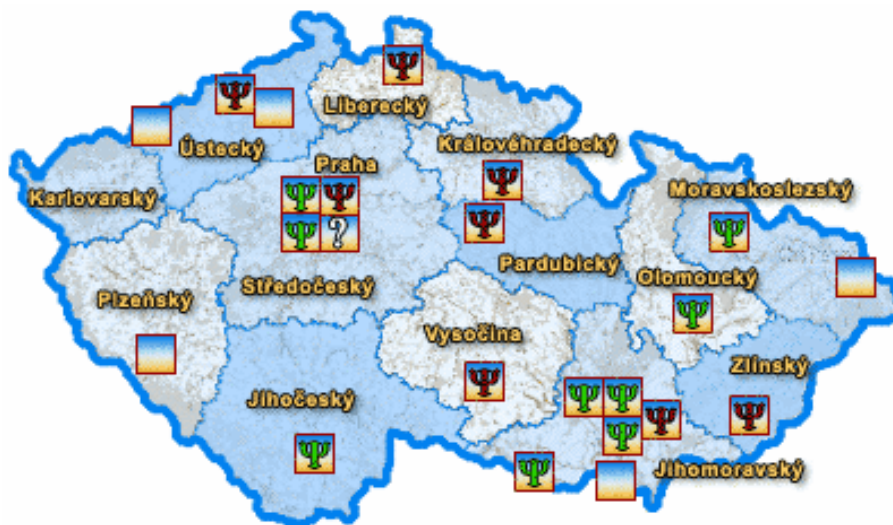 Liberecký
Ústecký
Královéhradecký
Praha
Karlovarský
Moravskoslezský
Pardubický
Olomoucký
Plzeňský
Středočeský
Vysočina
Zlínský
Jihočeský
Jihomoravský
?